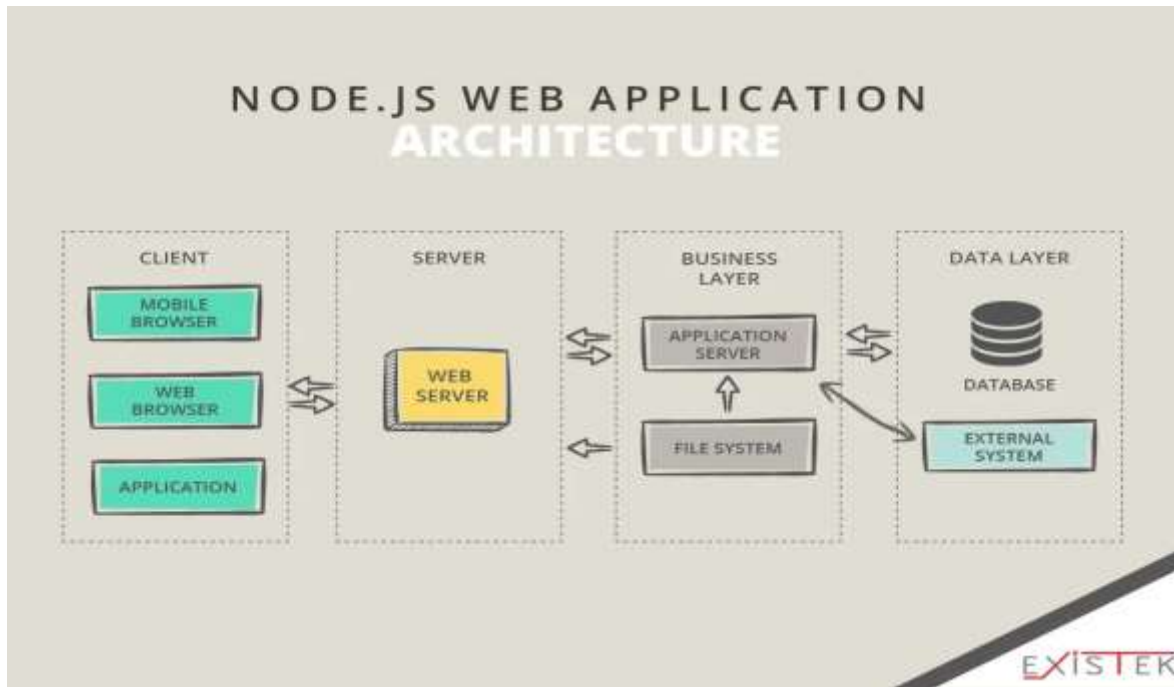 NODE.JS WEB APPLICATION
ARCHITECTURE
CLIENT
MOBILE
BROWSER
WEB
BROWSER
APPLICATION
SERVER
WEB
SERVER
BUSINESS
LAYER
APPLICATION
SERVER
FILE SYSTEM
DATA LAYER
DATABASE
EXTERNAL
SYSTEM
EXISTEK